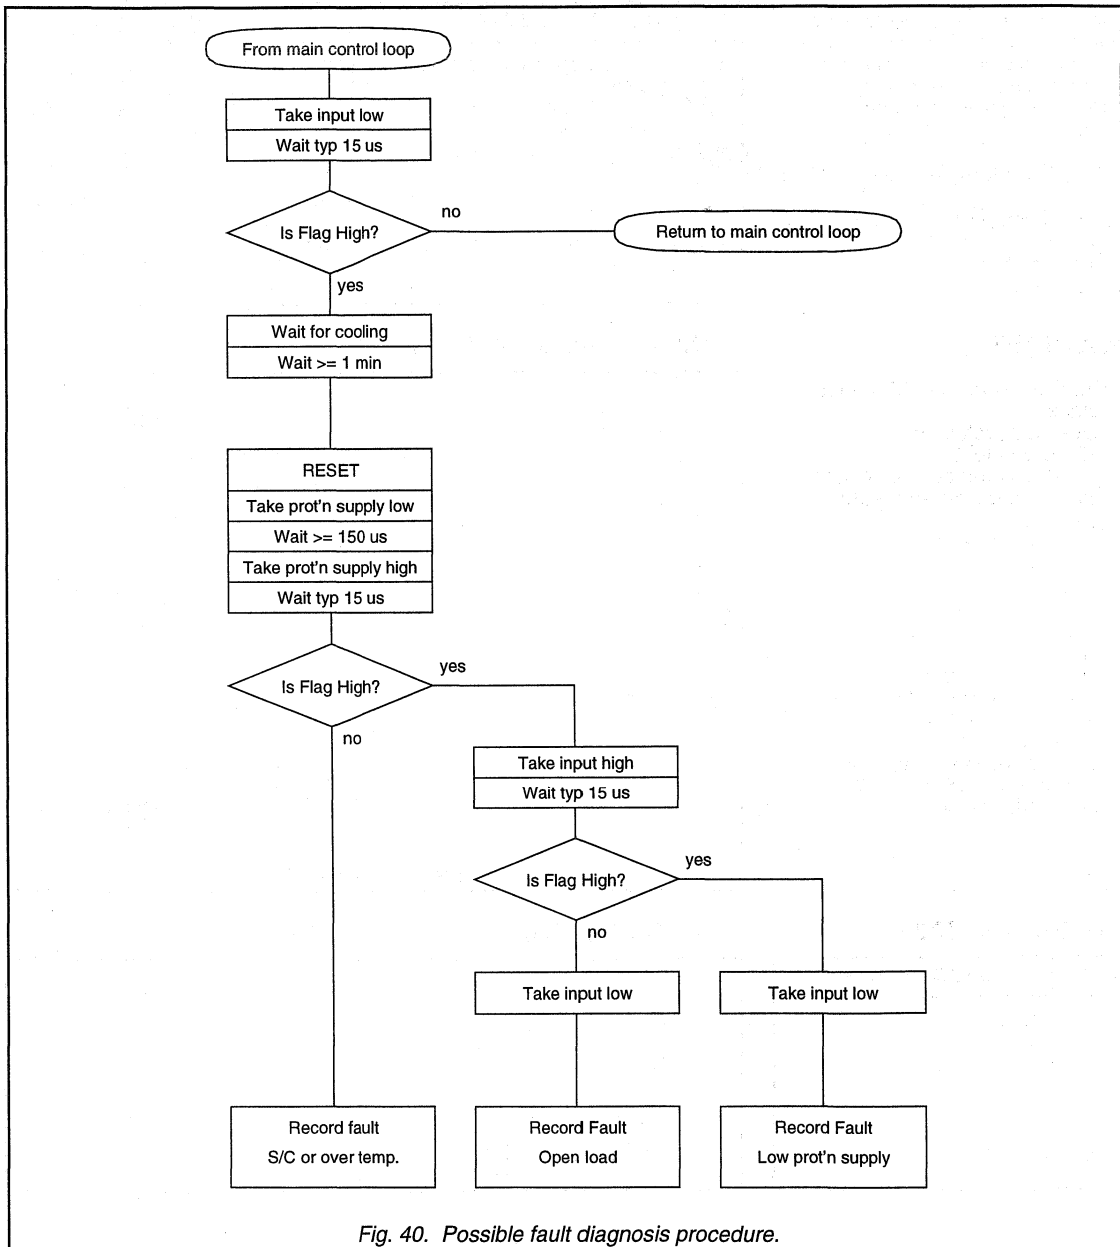 From main control loop
Take input low
Wait typ 15 us
Is Flag High?
no
Return to main control loop
yes
Wait for cooling
Wait >= 1 min
RESET
Take prot'n supply low
Wait >= 150 us
Take prot'n supply high
Wait typ 15 us
Is Flag High?
yes
no
Take input high
Wait typ 15 us
Is Flag High?
yes
no
Take input low
Take input low
Record fault
S/C or over temp.
Record Fault
Open load
Record Fault
Low prot'n supply
Fig. 40. Possible fault diagnosis procedure.